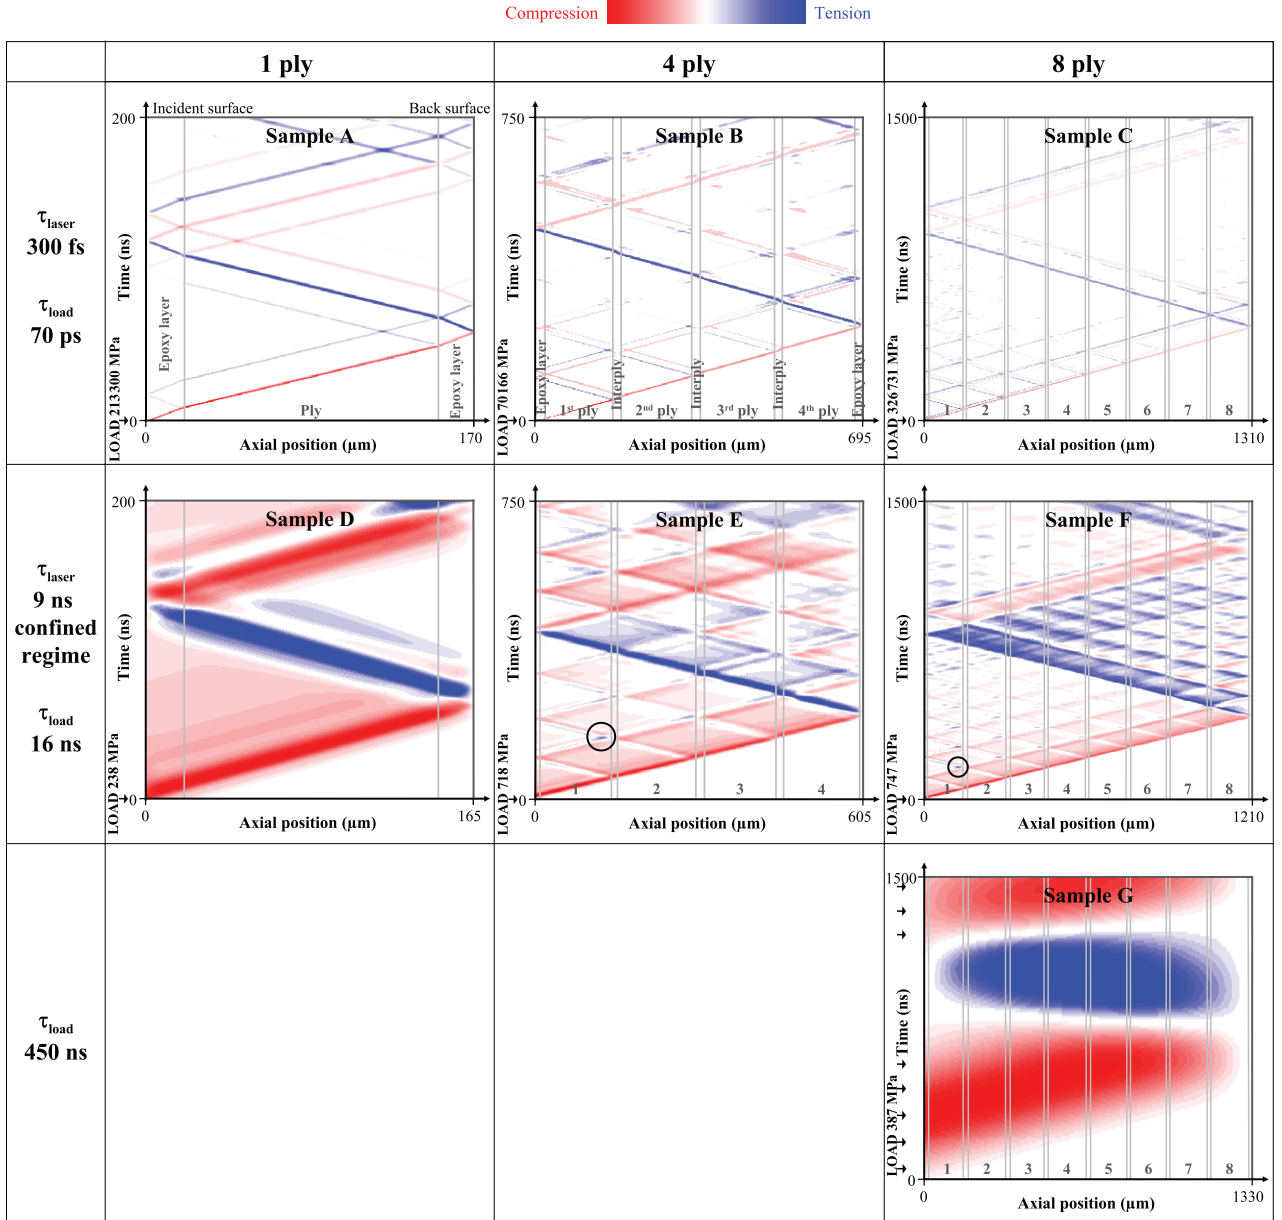 Compression Tension
1 ply 4 ply 8 ply
τlaser
300 fs
τload
70 ps
Incident surface Back surface
Sample A
200
Time (ns)
LOAD 213300 MPa
Epoxy layer
Ply
Epoxy layer
0
0 170
Axial position (µm)
Sample B
750
Time (ns)
LOAD 70166 MPa
Epoxy layer
1st ply
Interply
2nd ply
Interply
3rd ply
Interply
4th ply
Epoxy layer
0
0 695
Axial position (µm)
Sample C
1500
Time (ns)
LOAD 326731 MPa
1 2 3 4 5 6 7 8
0
0 1310
Axial position (µm)
τlaser
9 ns
confined
regime
τload
16 ns
Sample D
200
Time (ns)
LOAD 238 MPa
0
0 165
Axial position (µm)
Sample E
750
Time (ns)
LOAD 718 MPa
1 2 3 4
0
0 605
Axial position (µm)
Sample F
1500
Time (ns)
LOAD 747 MPa
1 2 3 4 5 6 7 8
0
0 1210
Axial position (µm)
τload
450 ns
Sample G
1500
Time (ns)
LOAD 387 MPa
1 2 3 4 5 6 7 8
0
0 1330
Axial position (µm)